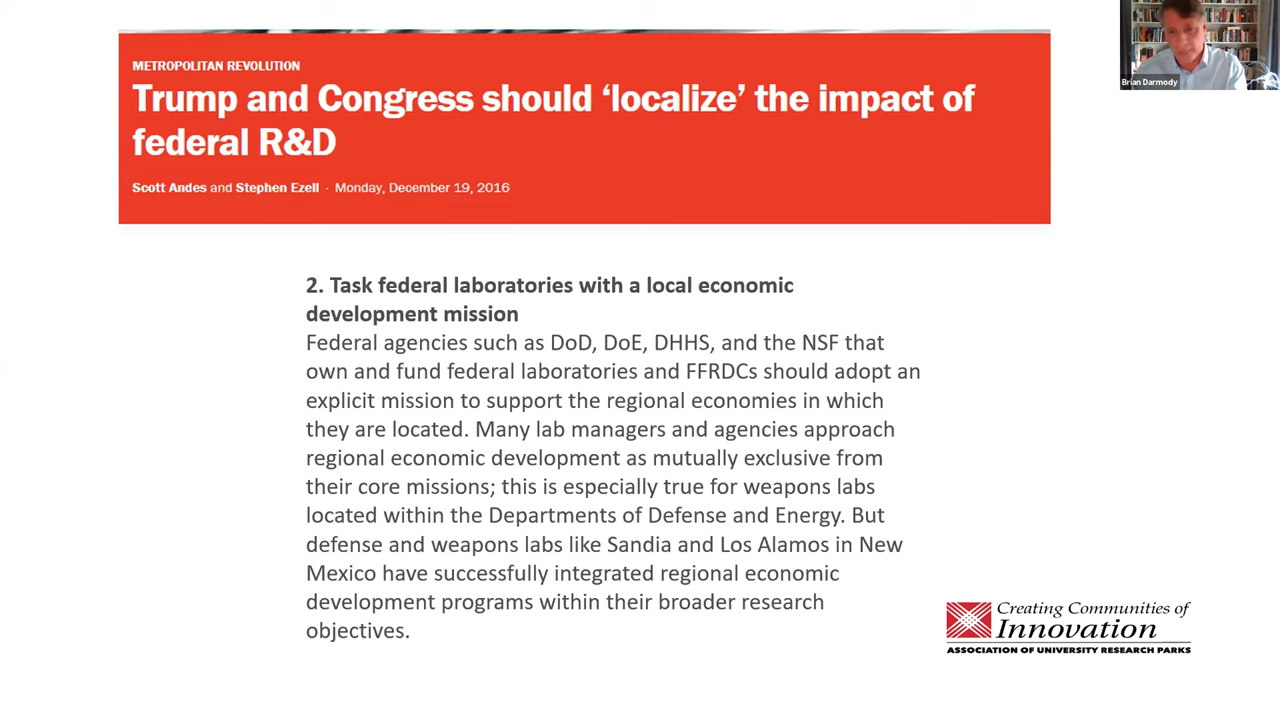 METROPOLITAN REVOLUTION
Trump and Congress should ‘localize’ the impact of
federal R&D
Scott Andes and Stephen Ezell - Monday, December 19, 2016
Brian Darmody
2. Task federal laboratories with a local economic
development mission
Federal agencies such as DoD, DoE, DHHS, and the NSF that
own and fund federal laboratories and FFRDCs should adopt an
explicit mission to support the regional economies in which
they are located. Many lab managers and agencies approach
regional economic development as mutually exclusive from
their core missions; this is especially true for weapons labs
located within the Departments of Defense and Energy. But
defense and weapons labs like Sandia and Los Alamos in New
Mexico have successfully integrated regional economic
development programs within their broader research
objectives.
Creating Communities of
Innovation
ASSOCIATION OF UNIVERSITY RESEARCH PARKS